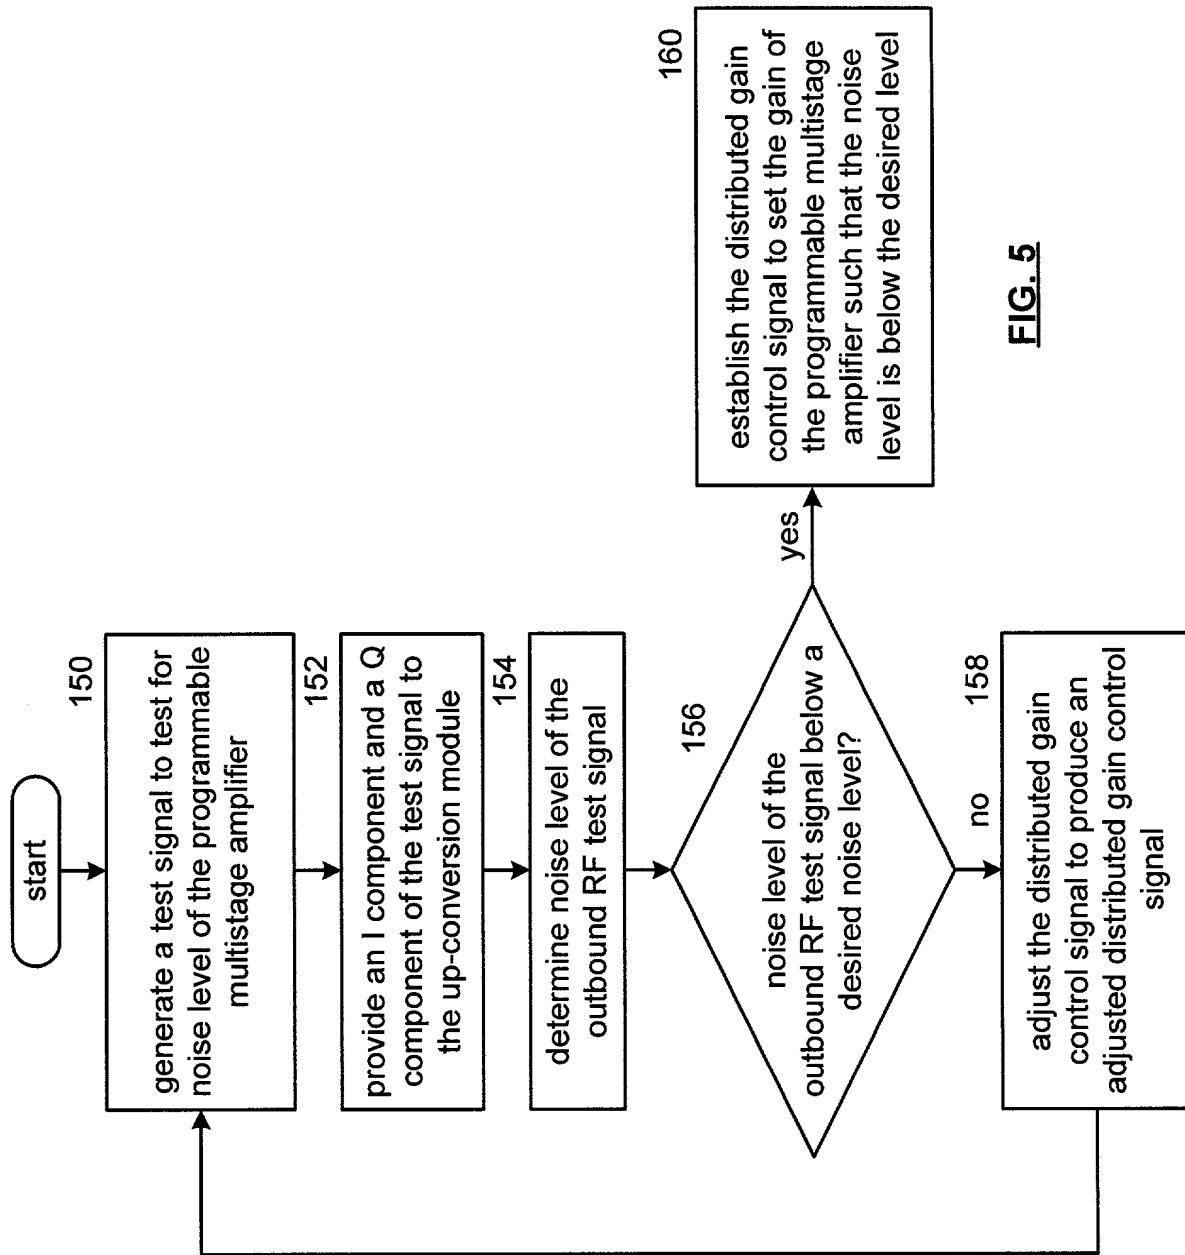 start
150
generate a test signal to test for
noise level of the programmable
multistage amplifier
152
provide an I component and a Q
component of the test signal to
the up-conversion module
154
determine noise level of the
outbound RF test signal
156
noise level of the
outbound RF test signal below a
desired noise level?
yes
160
establish the distributed gain
control signal to set the gain of
the programmable multistage
amplifier such that the noise
level is below the desired level
no
158
adjust the distributed gain
control signal to produce an
adjusted distributed gain control
signal
FIG. 5